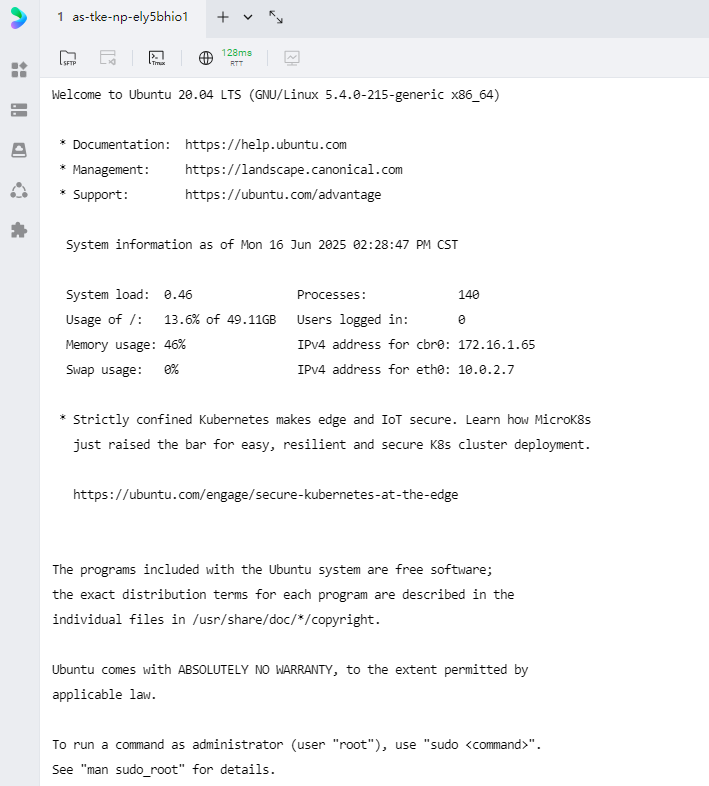 1 as-tke-np-ely5bhio1
SFTP
Tmux
128ms
RTT
Welcome to Ubuntu 20.04 LTS (GNU/Linux 5.4.0-215-generic x86_64)
* Documentation:  https://help.ubuntu.com
* Management:     https://landscape.canonical.com
* Support:        https://ubuntu.com/advantage
System information as of Mon 16 Jun 2025 02:28:47 PM CST
System load:  0.46               Processes:             140
Usage of /:   13.6% of 49.11GB   Users logged in:       0
Memory usage: 46%                IPv4 address for cbr0: 172.16.1.65
Swap usage:   0%                 IPv4 address for eth0: 10.0.2.7
* Strictly confined Kubernetes makes edge and IoT secure. Learn how MicroK8s
just raised the bar for easy, resilient and secure K8s cluster deployment.
https://ubuntu.com/engage/secure-kubernetes-at-the-edge
The programs included with the Ubuntu system are free software;
the exact distribution terms for each program are described in the
individual files in /usr/share/doc/*/copyright.
Ubuntu comes with ABSOLUTELY NO WARRANTY, to the extent permitted by
applicable law.
To run a command as administrator (user "root"), use "sudo <command>".
See "man sudo_root" for details.